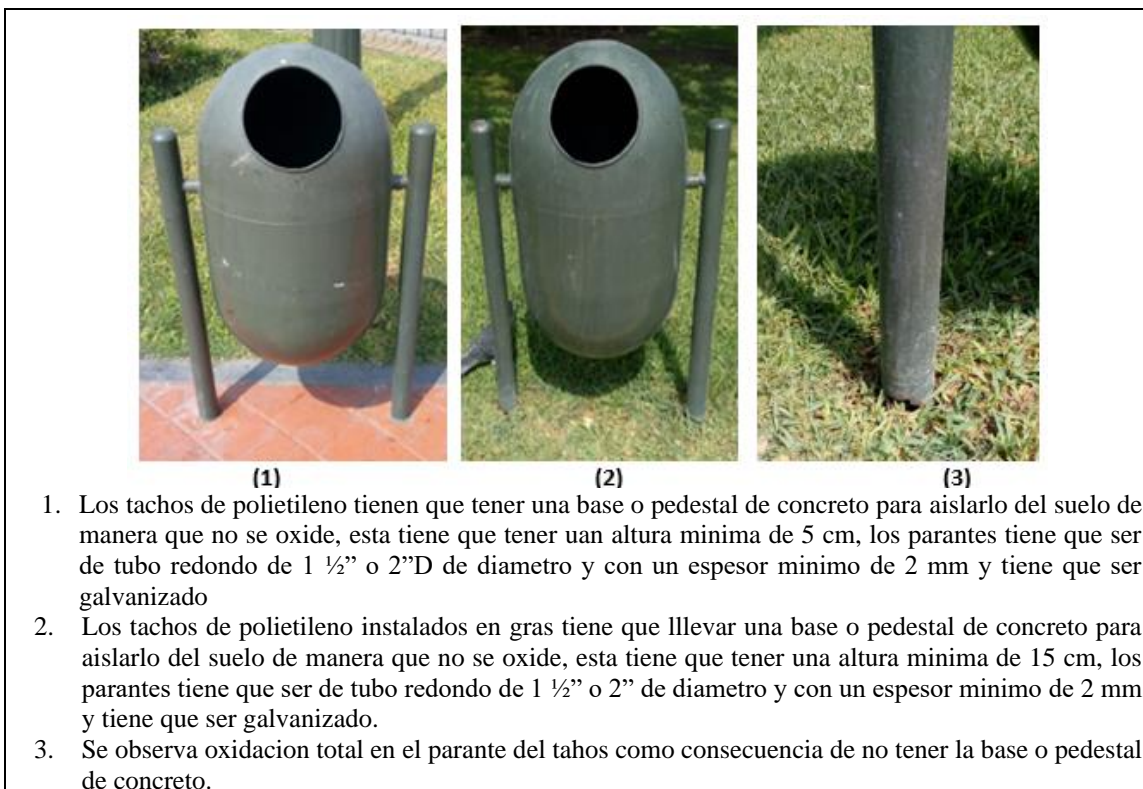 (1) (2) (3)
1. Los tachos de polietileno tienen que tener una base o pedestal de concreto para aislarlo del suelo de
manera que no se oxide, esta tiene que tener uan altura minima de 5 cm, los parantes tiene que ser
de tubo redondo de 1 ½” o 2”D de diametro y con un espesor minimo de 2 mm y tiene que ser
galvanizado
2. Los tachos de polietileno instalados en gras tiene que lllevar una base o pedestal de concreto para
aislarlo del suelo de manera que no se oxide, esta tiene que tener una altura minima de 15 cm, los
parantes tiene que ser de tubo redondo de 1 ½” o 2” de diametro y con un espesor minimo de 2 mm
y tiene que ser galvanizado.
3. Se observa oxidacion total en el parante del tahos como consecuencia de no tener la base o pedestal
de concreto.